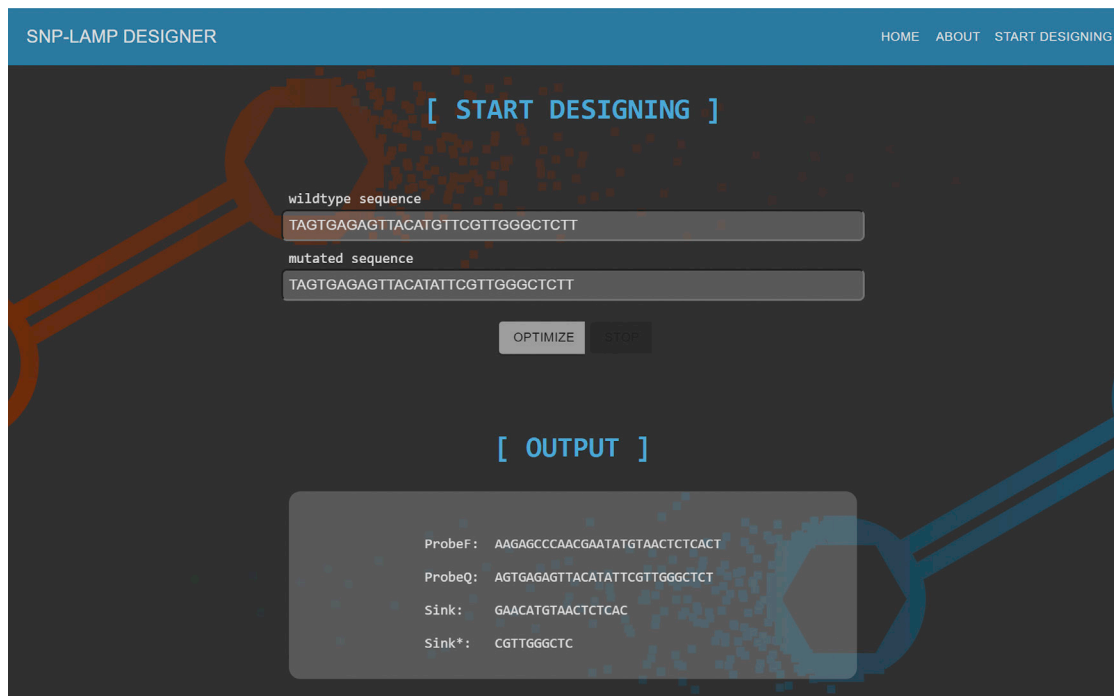 SNP-LAMP DESIGNER HOME ABOUT START DESIGNING
[ START DESIGNING ]
wildtype sequence
TAGTGAGAGTTACATGTTCGTTGGGCTCTT
mutated sequence
TAGTGAGAGTTACATATTCGTTGGGCTCTT
OPTIMIZE STOP
[ OUTPUT ]
ProbeF: AAGAGCCCAACGAATATGTAACTCTCACT
ProbeQ: AGTGAGAGTTACATATTCGTTGGGCTCT
Sink: GAACATGTAACTCTCAC
Sink*: CGTTGGGCTC